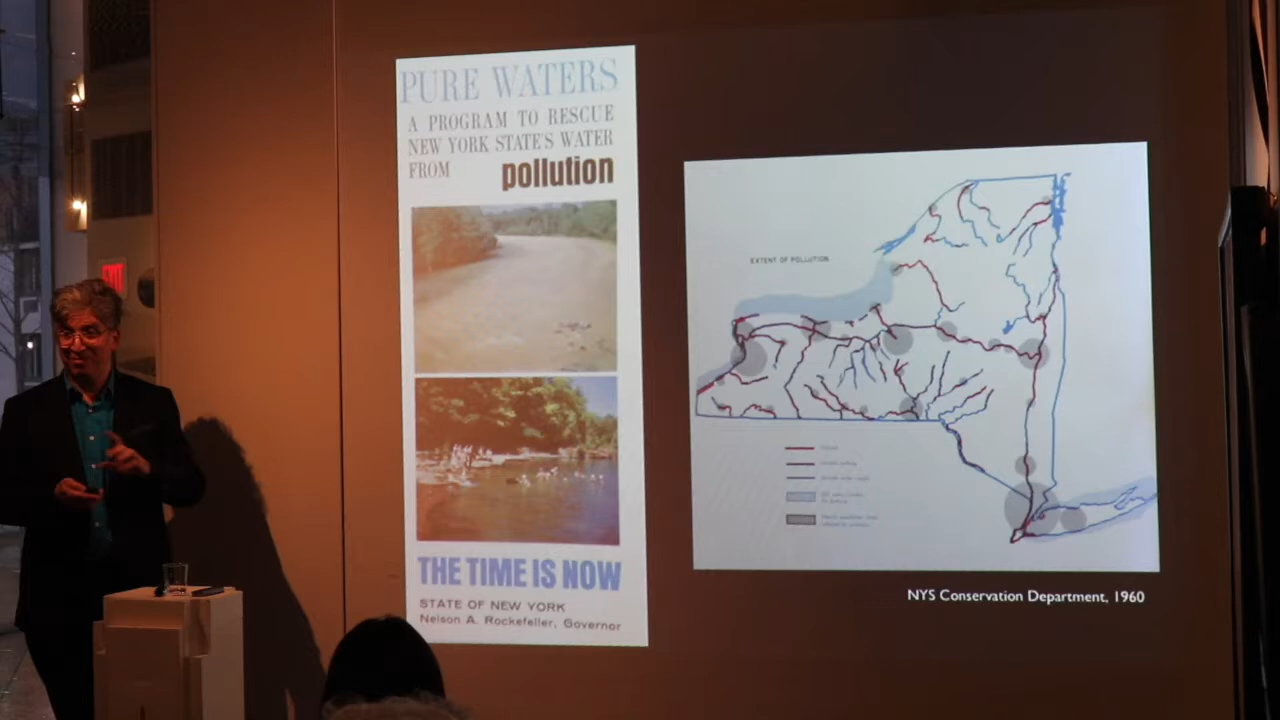 PURE WATERS
A PROGRAM TO RESCUE
NEW YORK STATE'S WATER
FROM pollution
THE TIME IS NOW
STATE OF NEW YORK
Nelson A. Rockefeller, Governor
EXTENT OF POLLUTION
NYS Conservation Department, 1960